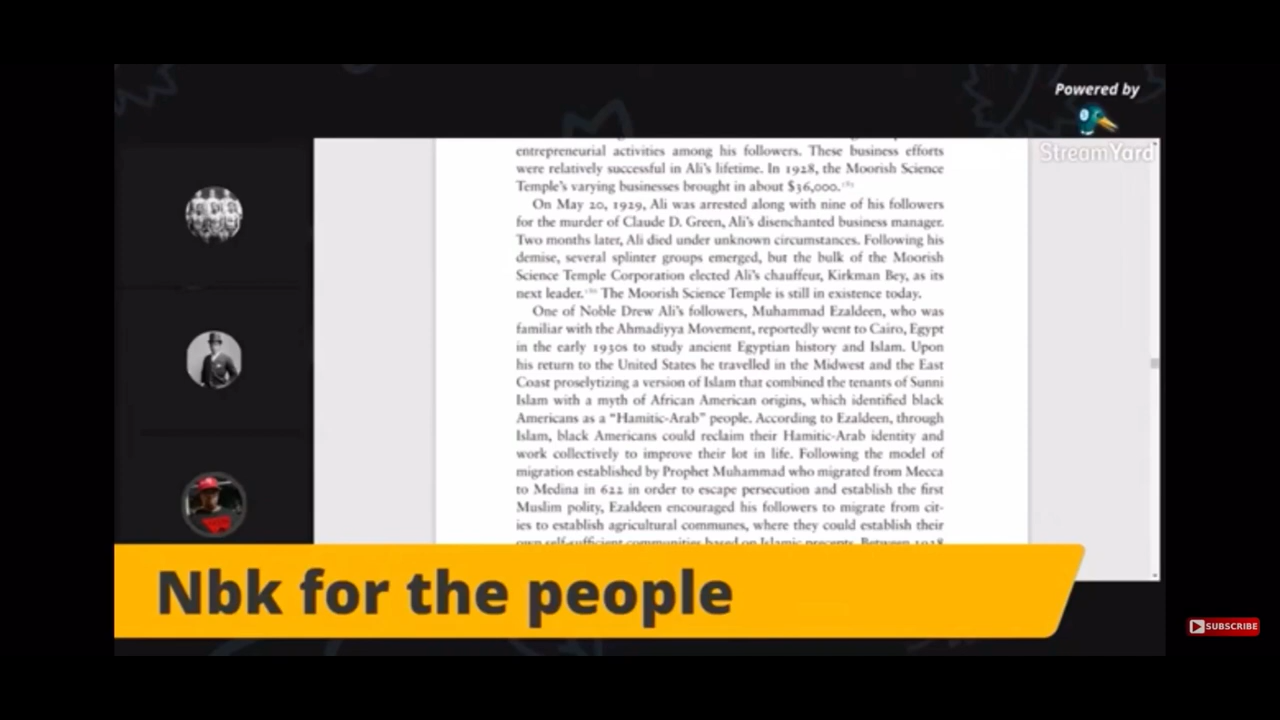 Powered by
StreamYard
entrepreneurial activities among his followers. These business efforts
were relatively successful in Ali's lifetime. In 1928, the Moorish Science
Temple's varying businesses brought in about $36,000.
On May 20, 1929, Ali was arrested along with nine of his followers
for the murder of Claude D. Green, Ali's disenchanted business manager.
Two months later, Ali died under unknown circumstances. Following his
demise, several splinter groups emerged, but the bulk of the Moorish
Science Temple Corporation elected Ali's chauffeur, Kirkman Bey, as its
next leader. The Moorish Science Temple is still in existence today.
One of Noble Drew Ali's followers, Muhammad Ezaldeen, who was
familiar with the Ahmadiyya Movement, reportedly went to Cairo, Egypt
in the early 1930s to study ancient Egyptian history and Islam. Upon
his return to the United States he travelled in the Midwest and the East
Coast proselytizing a version of Islam that combined the tenants of Sunni
Islam with a myth of African American origins, which identified black
Americans as a "Hamitic-Arab" people. According to Ezaldeen, through
Islam, black Americans could reclaim their Hamitic-Arab identity and
work collectively to improve their lot in life. Following the model of
migration established by Prophet Muhammad who migrated from Mecca
to Medina in 622 in order to escape persecution and establish the first
Muslim polity, Ezaldeen encouraged his followers to migrate from cit-
ies to establish agricultural communes, where they could establish their
own self-sufficient communities based on Islamic precepts. Between
Nbk for the people
SUBSCRIBE